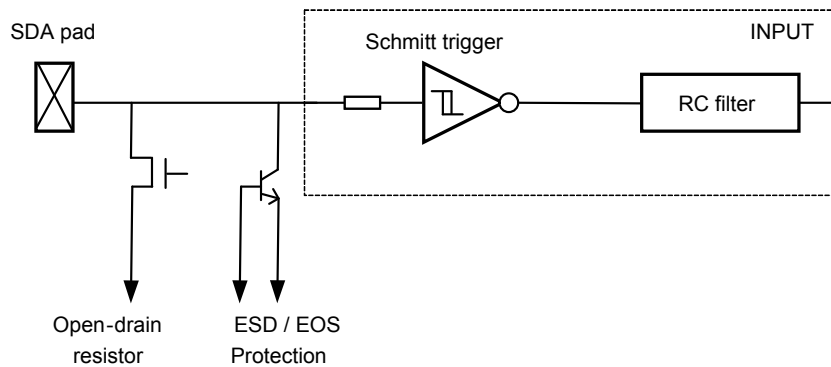 SDA pad
Schmitt trigger
INPUT
RC filter
Open-drain
resistor
ESD / EOS
Protection